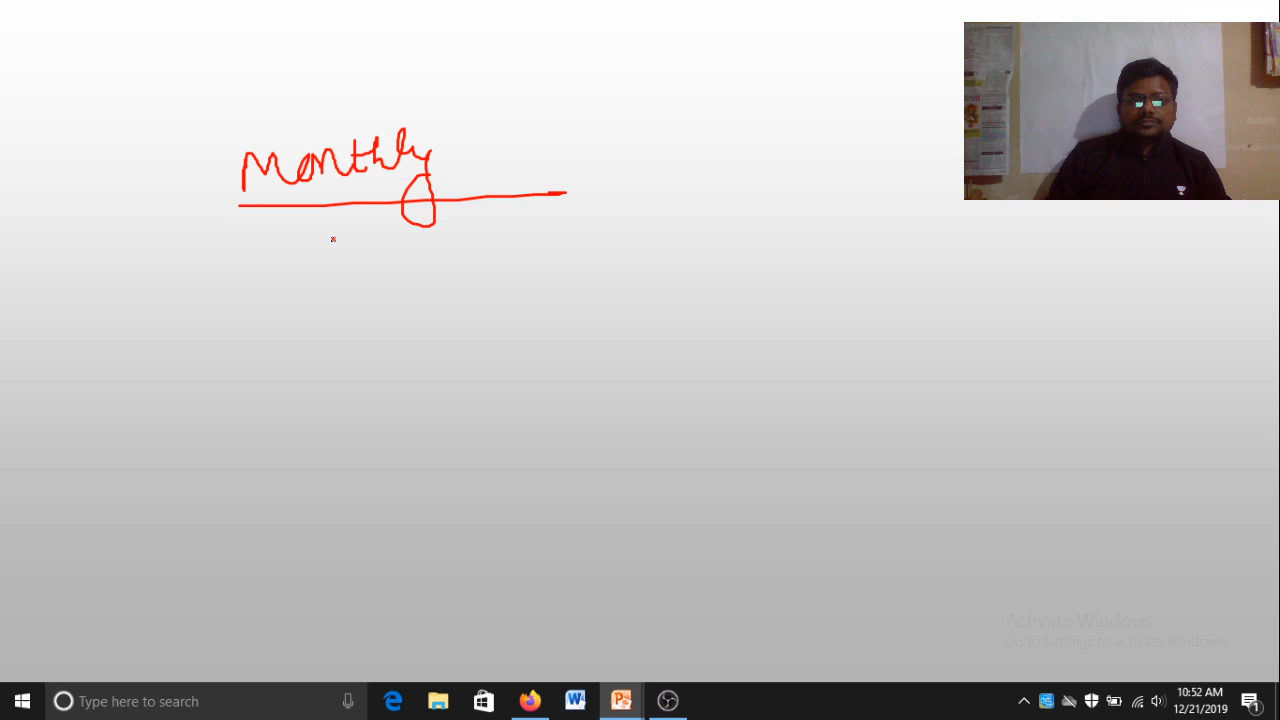 Monthly
Activate Windows
Go to Settings to activate Windows.
Type here to search
10:52 AM
12/21/2019